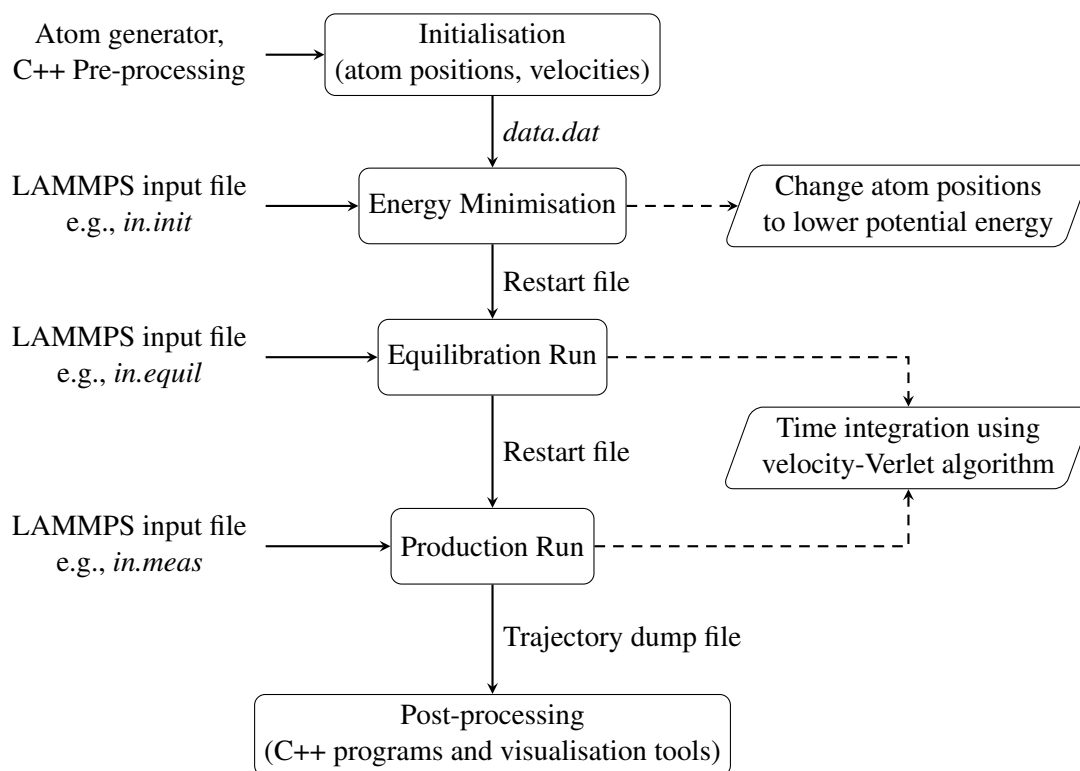 Atom generator,
C++ Pre-processing
Initialisation
(atom positions, velocities)
data.dat
LAMMPS input file
e.g., in.init
Energy Minimisation
Change atom positions
to lower potential energy
Restart file
LAMMPS input file
e.g., in.equil
Equilibration Run
Time integration using
velocity-Verlet algorithm
Restart file
LAMMPS input file
e.g., in.meas
Production Run
Trajectory dump file
Post-processing
(C++ programs and visualisation tools)